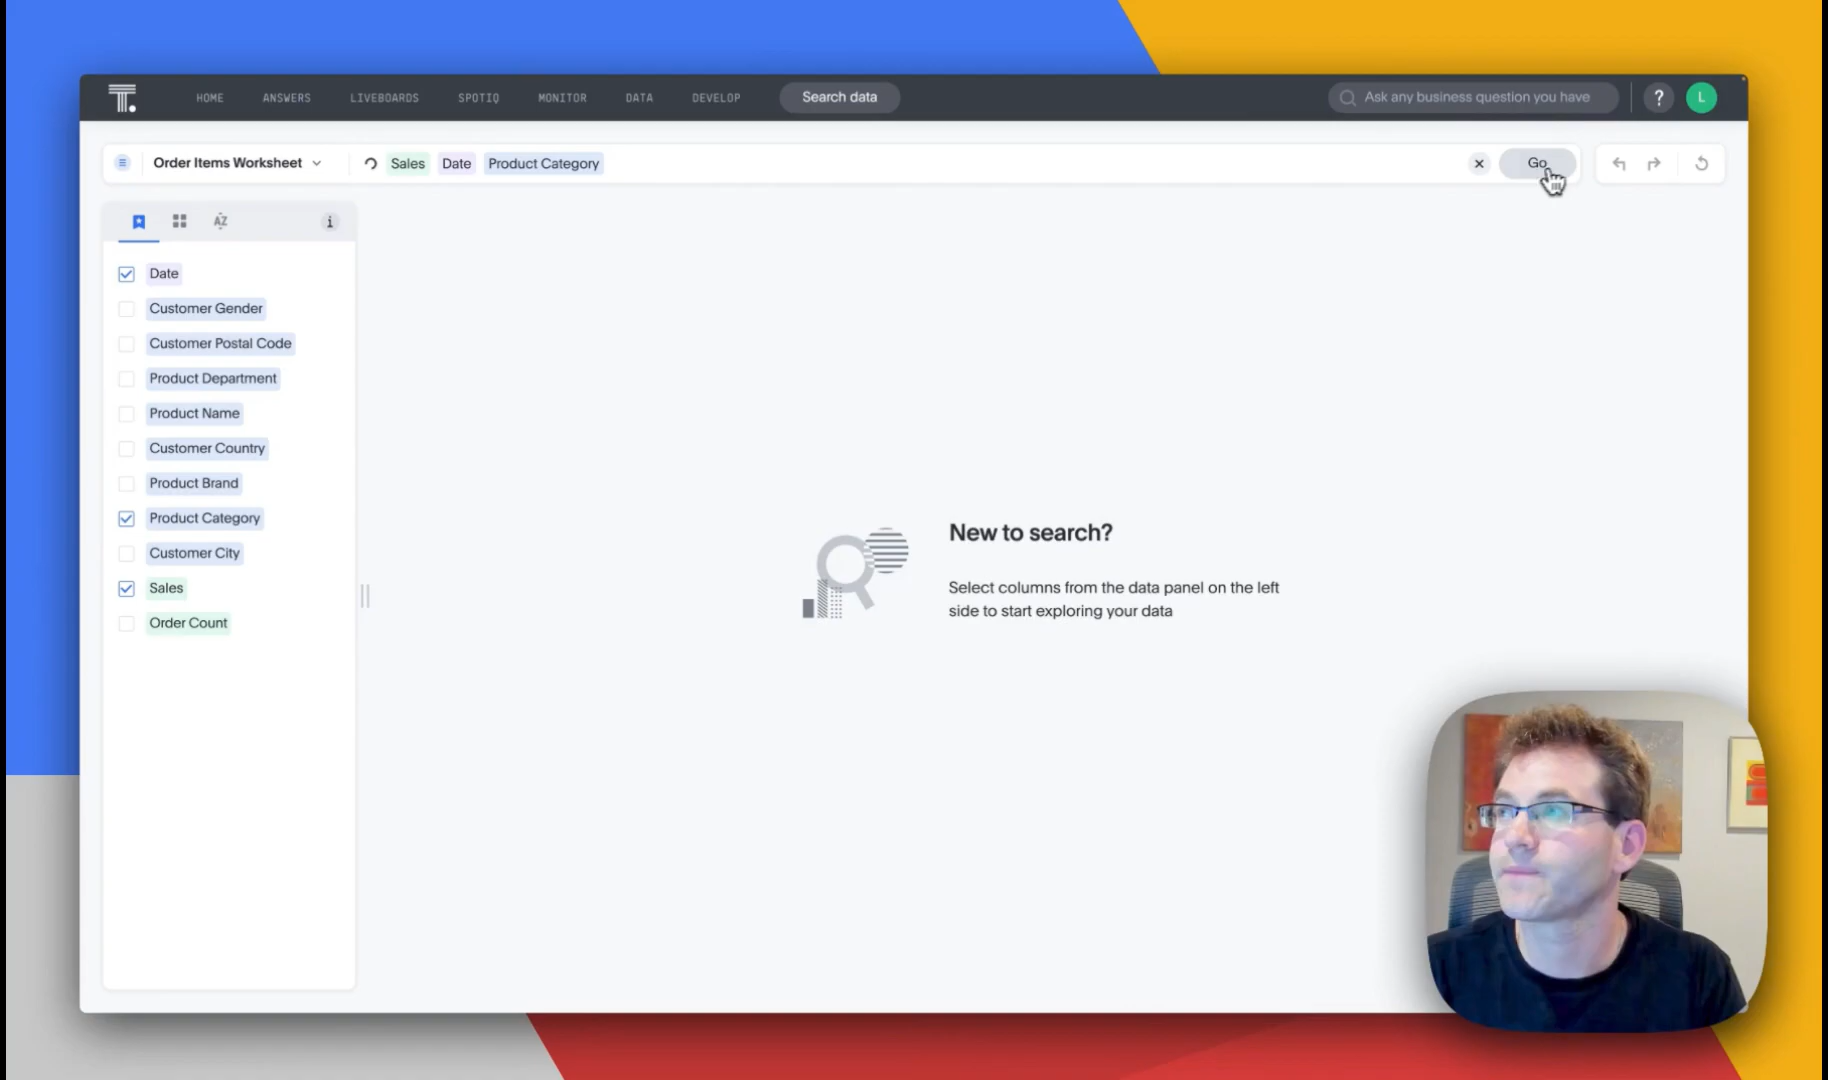 T. HOME ANSWERS LIVEBOARDS SPOTIQ MONITOR DATA DEVELOP Search data Ask any business question you have ? L
Order Items Worksheet Sales Date Product Category Go
AZ i
Date
Customer Gender
Customer Postal Code
Product Department
Product Name
Customer Country
Product Brand
Product Category
Customer City
Sales
Order Count
New to search?
Select columns from the data panel on the left
side to start exploring your data